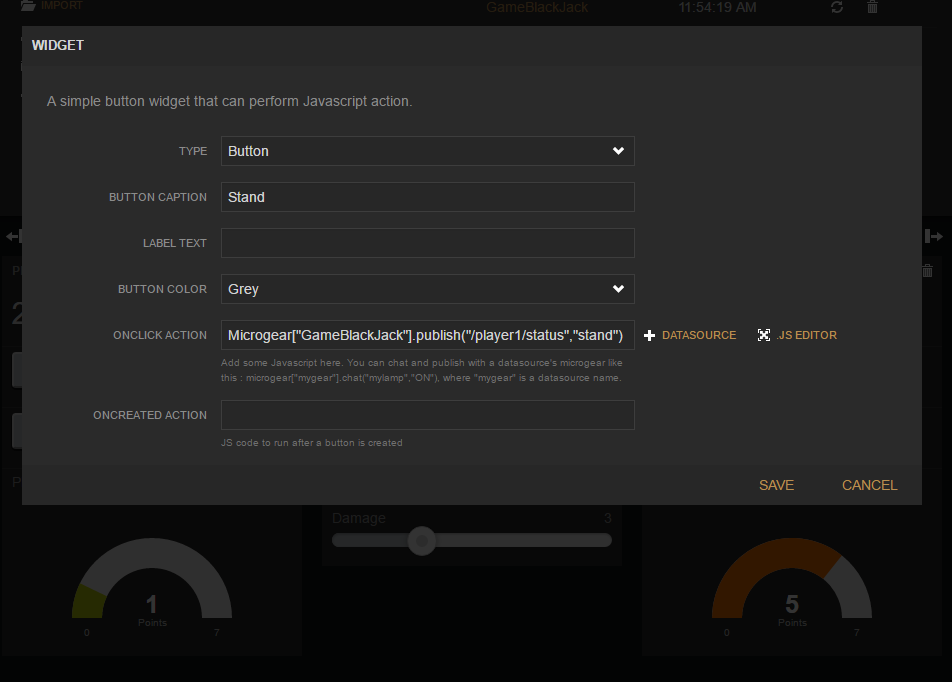 IMPORT
GameBlackJack
11:54:19 AM
WIDGET
A simple button widget that can perform Javascript action.
TYPE
Button
BUTTON CAPTION
Stand
LABEL TEXT
BUTTON COLOR
Grey
ONCLICK ACTION
Microgear["GameBlackJack"].publish("/player1/status","stand")
DATASOURCE
.JS EDITOR
Add some Javascript here. You can chat and publish with a datasource's microgear like
this : microgear["mygear"].chat("mylamp","ON"), where "mygear" is a datasource name.
ONCREATED ACTION
JS code to run after a button is created
SAVE
CANCEL
Damage
3
1
Points
0
7
5
Points
0
7